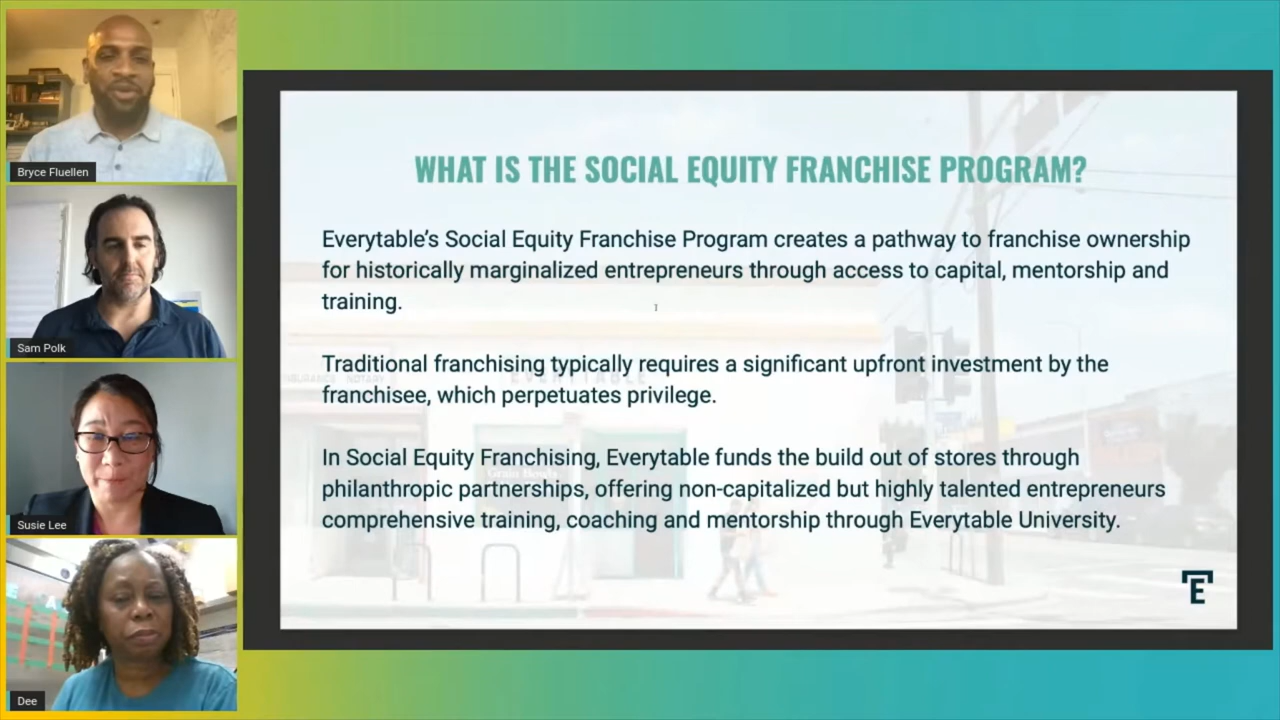 Bryce Fluellen
Sam Polk
Susie Lee
Dee
WHAT IS THE SOCIAL EQUITY FRANCHISE PROGRAM?
Everytable's Social Equity Franchise Program creates a pathway to franchise ownership
for historically marginalized entrepreneurs through access to capital, mentorship and
training.
Traditional franchising typically requires a significant upfront investment by the
franchisee, which perpetuates privilege.
In Social Equity Franchising, Everytable funds the build out of stores through
philanthropic partnerships, offering non-capitalized but highly talented entrepreneurs
comprehensive training, coaching and mentorship through Everytable University.
E